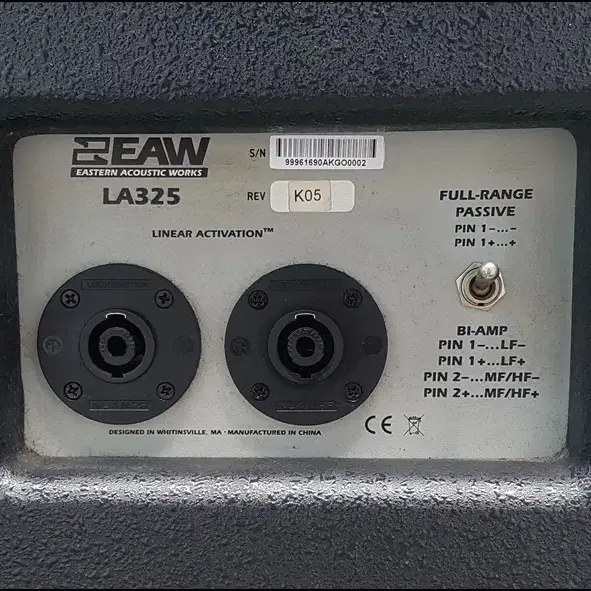 EAW
EASTERN ACOUSTIC WORKS
LA325
S/N 99961690AKGO0002
REV K05
LINEAR ACTIVATION™
FULL-RANGE
PASSIVE
PIN 1-...-
PIN 1+...+
BI-AMP
PIN 1-...LF-
PIN 1+...LF+
PIN 2-...MF/HF-
PIN 2+...MF/HF+
DESIGNED IN WHITINSVILLE, MA · MANUFACTURED IN CHINA
CE